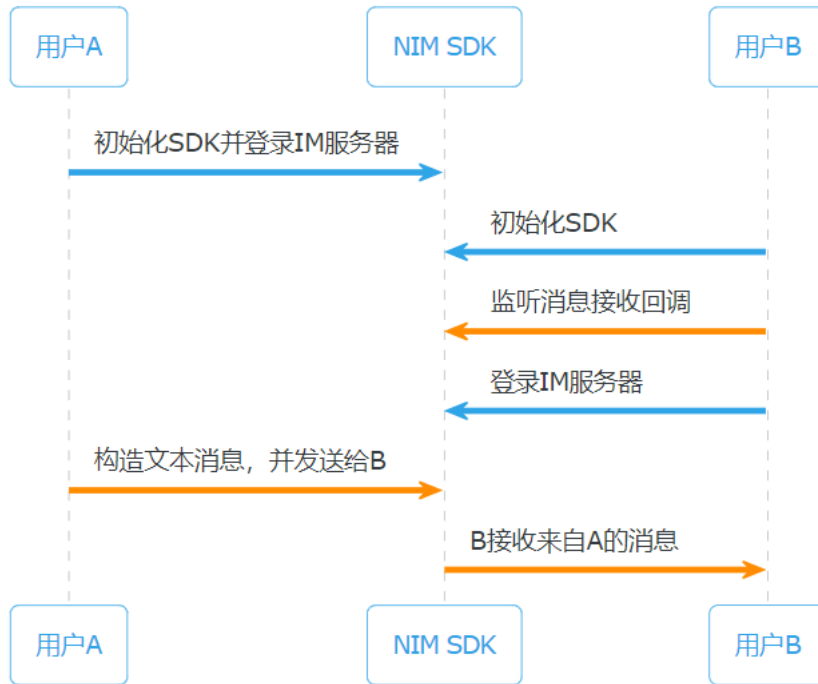 用户A
NIM SDK
用户B
初始化SDK并登录IM服务器
初始化SDK
监听消息接收回调
登录IM服务器
构造文本消息，并发送给B
B接收来自A的消息
用户A
NIM SDK
用户B